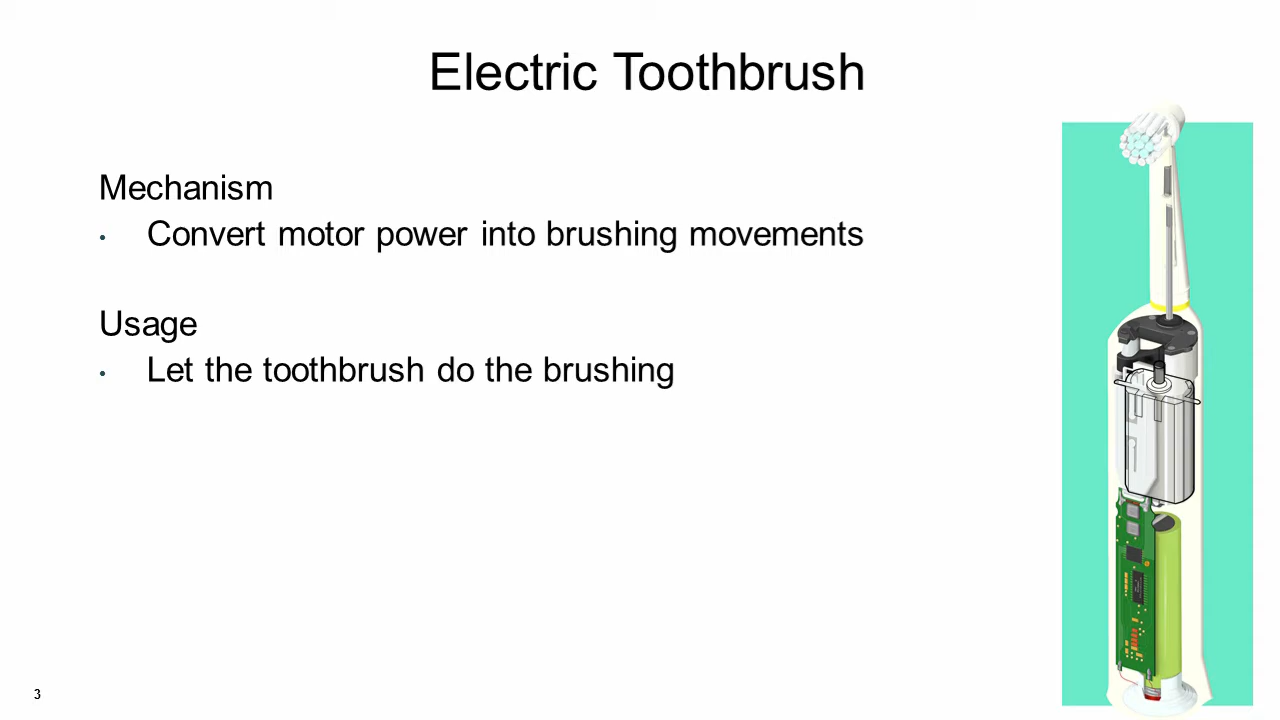 Electric Toothbrush
Mechanism
• Convert motor power into brushing movements
Usage
• Let the toothbrush do the brushing
3